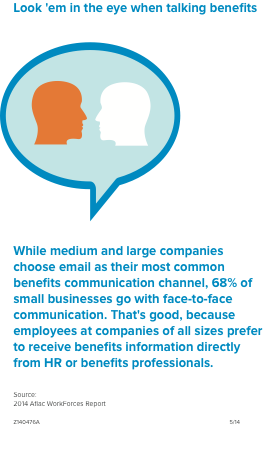 Look 'em in the eye when talking benefits
While medium and large companies
choose email as their most common
benefits communication channel, 68% of
small businesses go with face-to-face
communication. That's good, because
employees at companies of all sizes prefer
to receive benefits information directly
from HR or benefits professionals.
Source:
2014 Aflac WorkForces Report
Z140476A
5/14